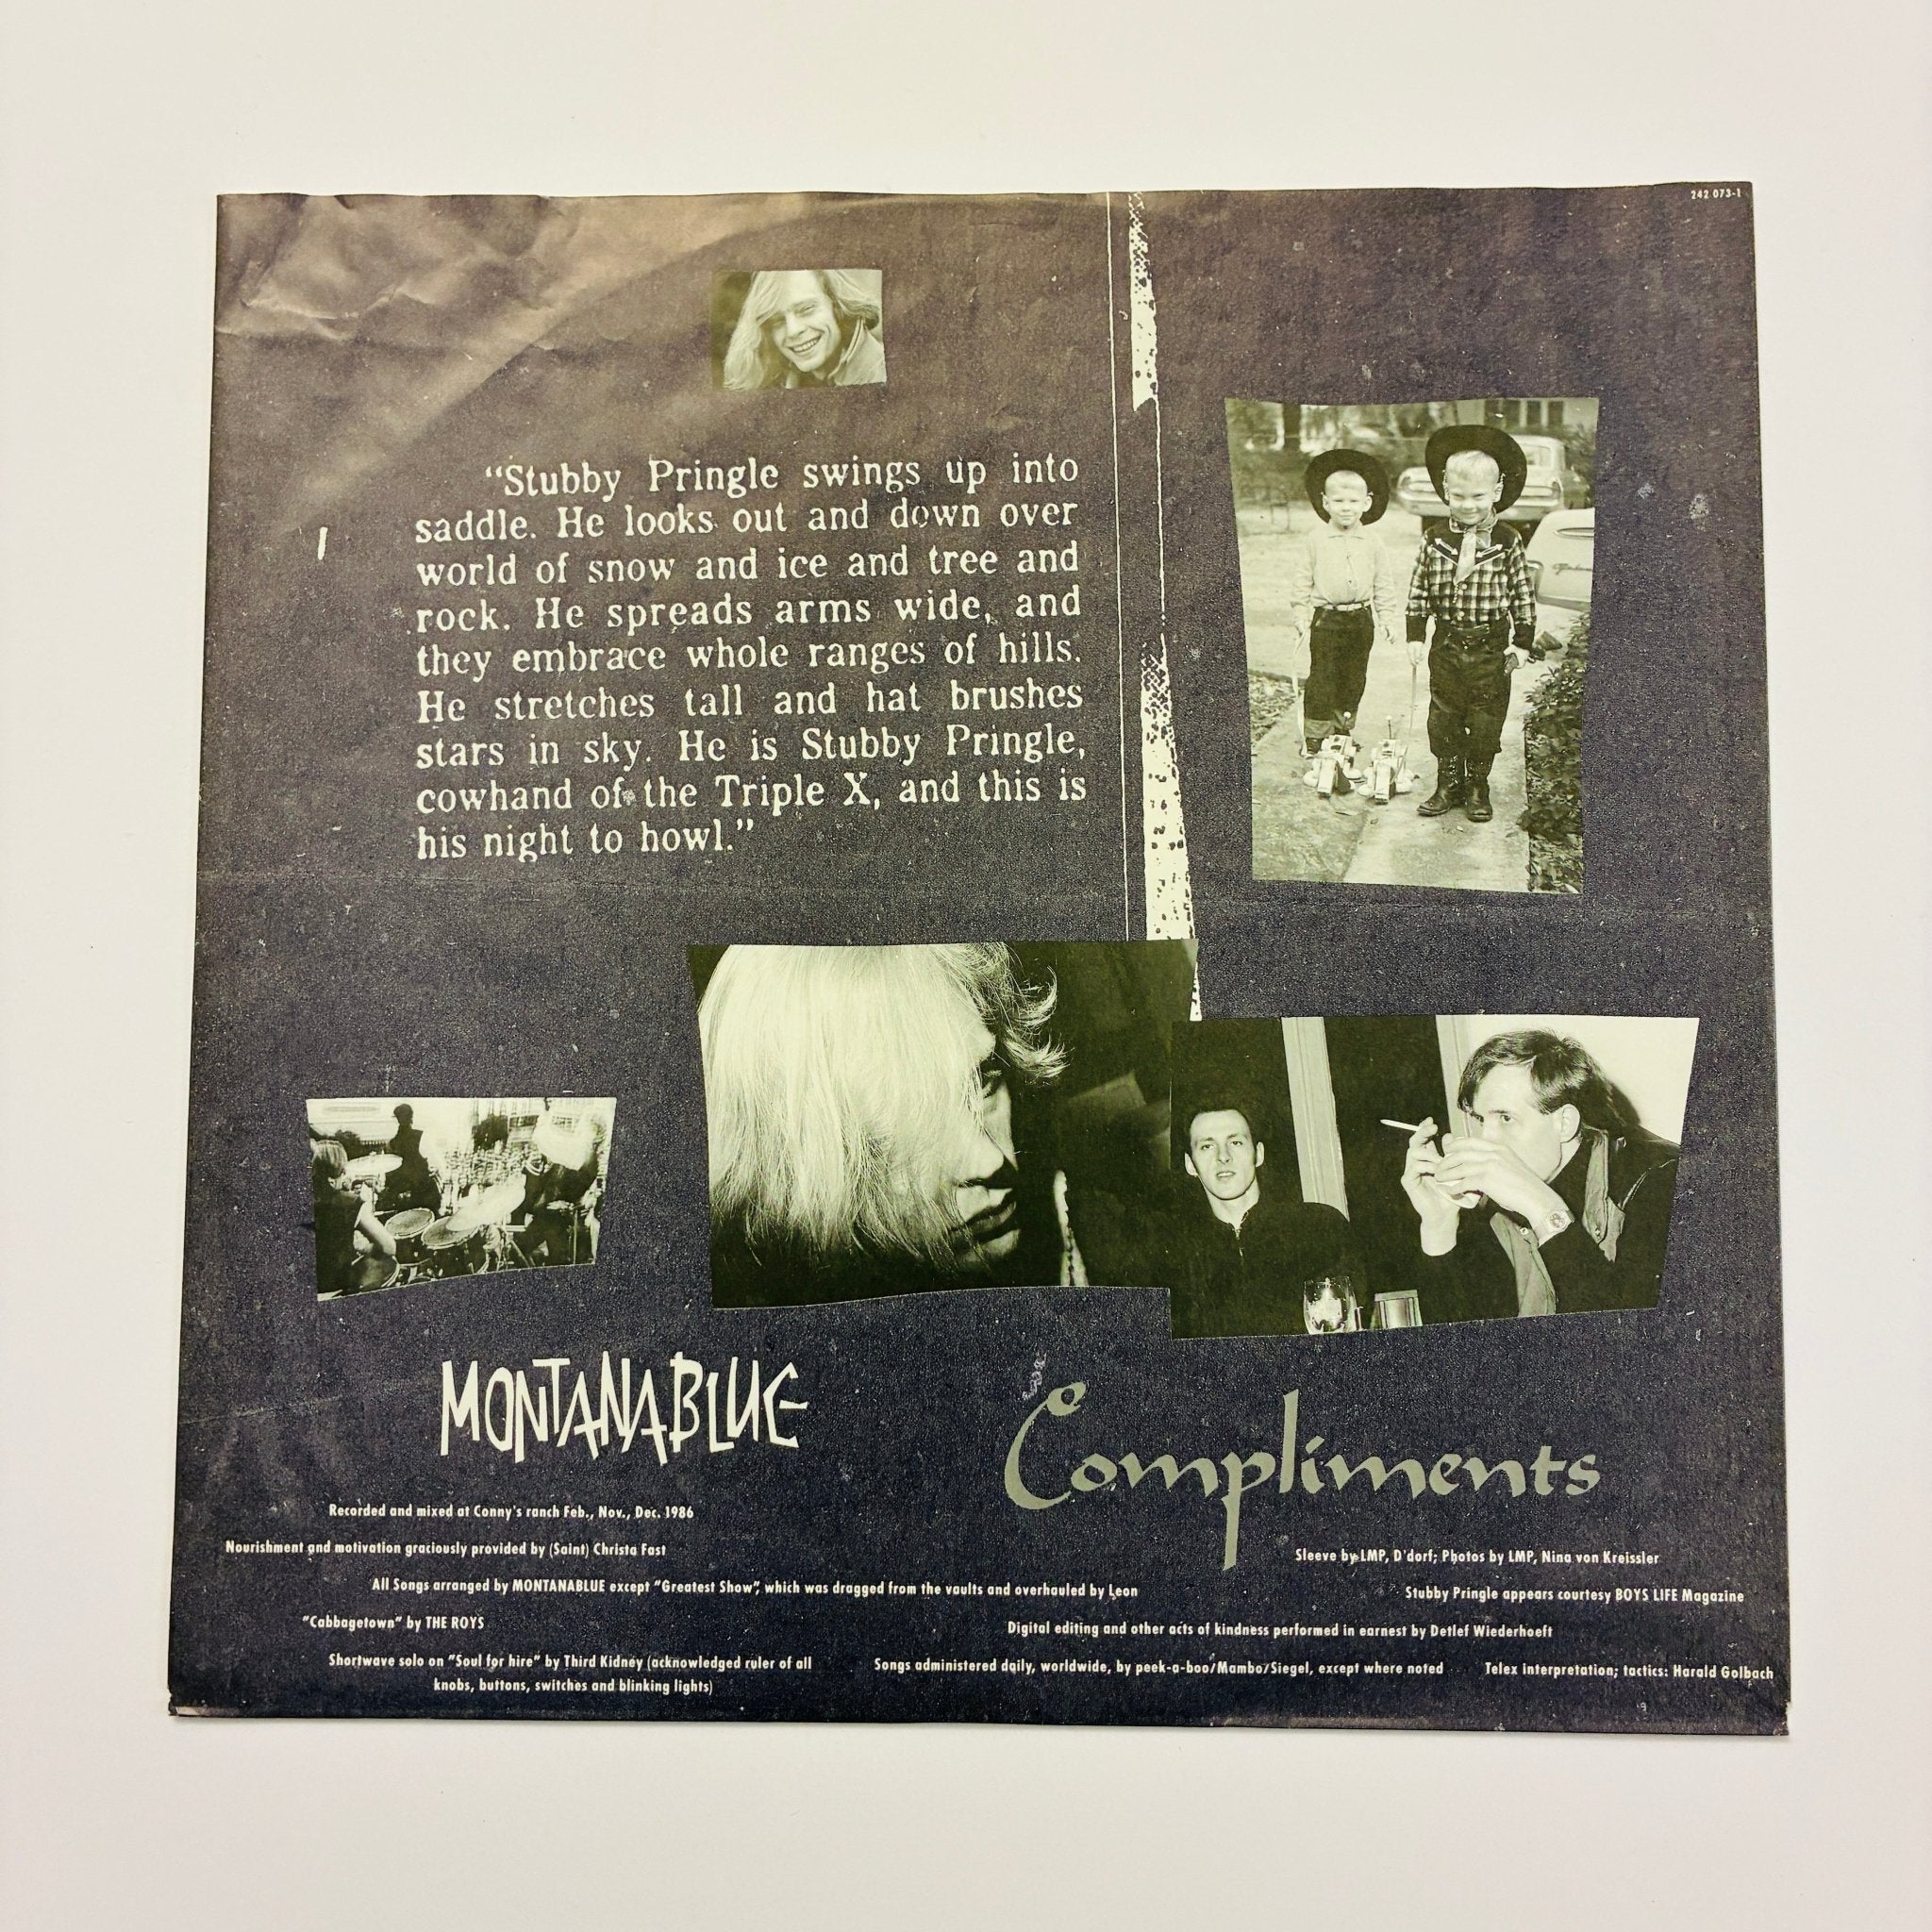 242 073-1
“Stubby Pringle swings up into
saddle. He looks out and down over
world of snow and ice and tree and
rock. He spreads arms wide, and
they embrace whole ranges of hills.
He stretches tall and hat brushes
stars in sky. He is Stubby Pringle,
cowhand of the Triple X, and this is
his night to howl.”
MONTANABLUE
Compliments
Recorded and mixed at Conny's ranch Feb., Nov., Dec. 1986
Nourishment and motivation graciously provided by (Saint) Christa Fast
Sleeve by LMP, D'dorf; Photos by LMP, Nina von Kreissler
All Songs arranged by MONTANABLUE except "Greatest Show", which was dragged from the vaults and overhauled by Leon
Stubby Pringle appears courtesy BOYS LIFE Magazine
"Cabbagetown" by THE ROYS
Digital editing and other acts of kindness performed in earnest by Detlef Wiederhoeft
Shortwave solo on "Soul for hire" by Third Kidney (acknowledged ruler of all
knobs, buttons, switches and blinking lights)
Songs administered daily, worldwide, by peek-a-boo/Mambo/Siegel, except where noted
Telex interpretation; tactics: Harald Golbach